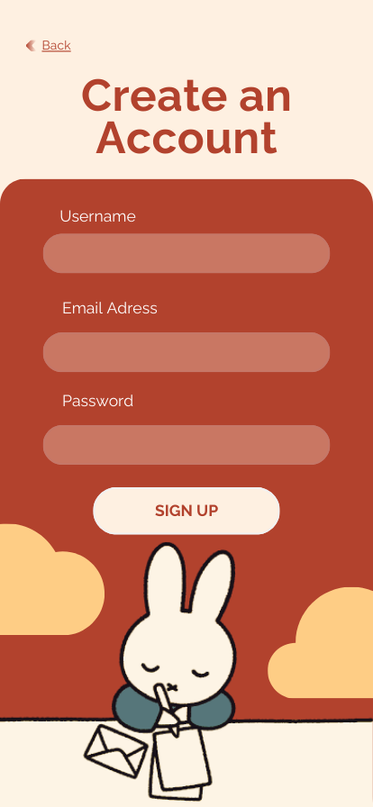 Back
Create an
Account
Username
Email Adress
Password
SIGN UP